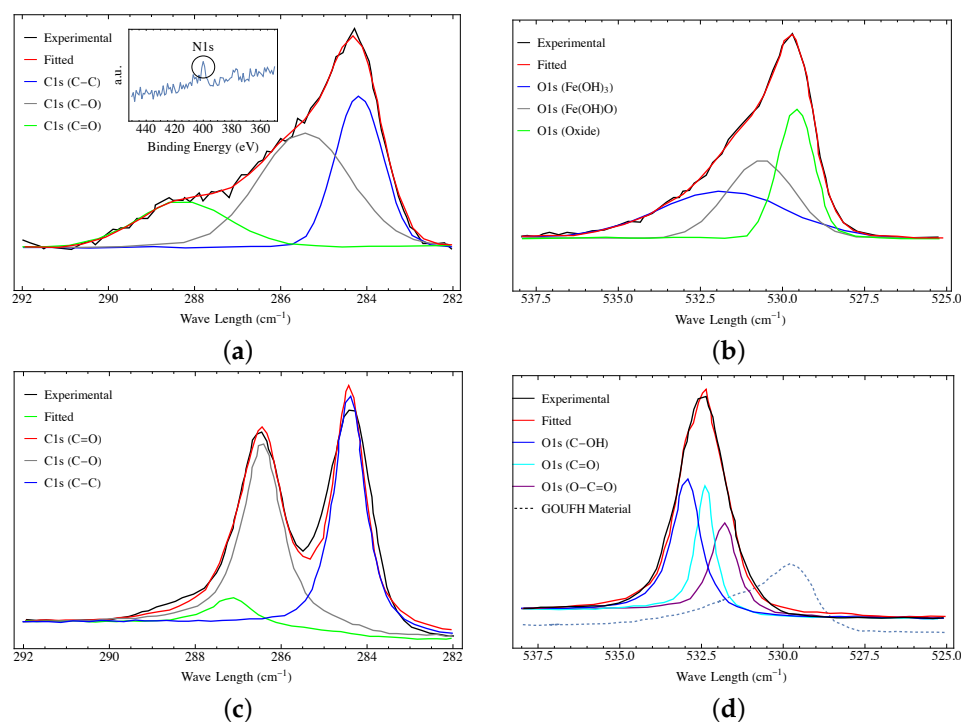 Experimental
Fitted
C1s (C−C)
C1s (C−O)
C1s (C=O)
N1s
a.u.
440 420 400 380 360
Binding Energy (eV)
292 290 288 286 284 282
Wave Length (cm⁻¹)
(a)
Experimental
Fitted
O1s (Fe(OH)₃)
O1s (Fe(OH)O)
O1s (Oxide)
537.5 535.0 532.5 530.0 527.5 525.0
Wave Length (cm⁻¹)
(b)
Experimental
Fitted
C1s (C=O)
C1s (C−O)
C1s (C−C)
292 290 288 286 284 282
Wave Length (cm⁻¹)
(c)
Experimental
Fitted
O1s (C−OH)
O1s (C=O)
O1s (O−C=O)
GOUFH Material
537.5 535.0 532.5 530.0 527.5 525.0
Wave Length (cm⁻¹)
(d)